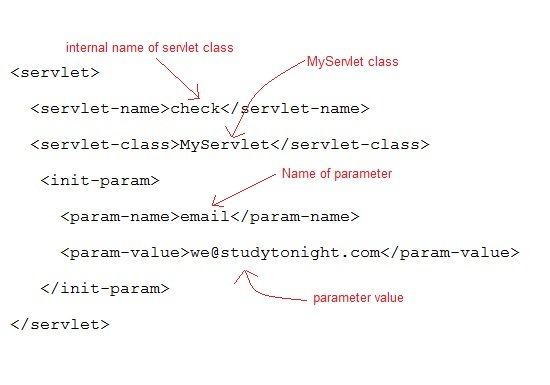 internal name of servlet class
MyServlet class
<servlet>
<servlet-name>check</servlet-name>
<servlet-class>MyServlet</servlet-class>
<init-param>
Name of parameter
<param-name>email</param-name>
<param-value>we@studytonight.com</param-value>
</init-param>
parameter value
</servlet>